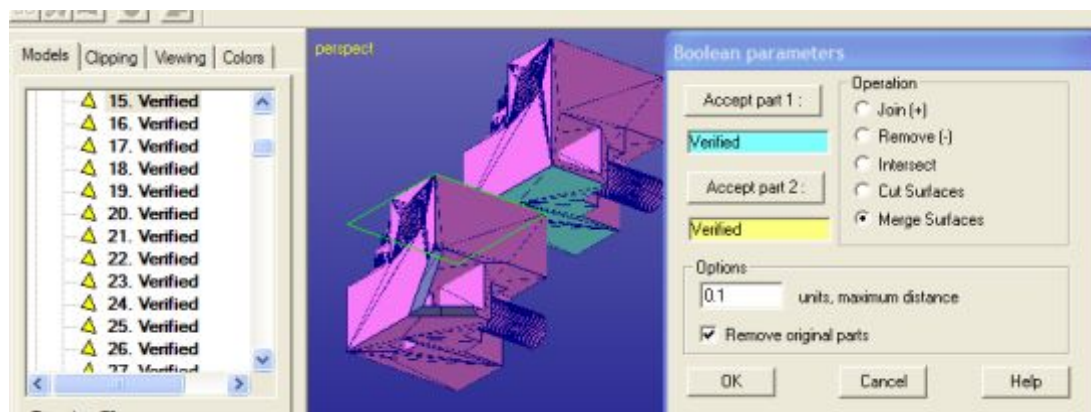 Models
Clipping
Viewing
Colors
15. Verified
16. Verified
17. Verified
18. Verified
19. Verified
20. Verified
21. Verified
22. Verified
23. Verified
24. Verified
25. Verified
26. Verified
27. Verified
perspect
Boolean parameters
Accept part 1 :
Verified
Accept part 2 :
Verified
Operation
Join (+)
Remove (-)
Intersect
Cut Surfaces
Merge Surfaces
Options
0.1 units, maximum distance
Remove original parts
OK
Cancel
Help